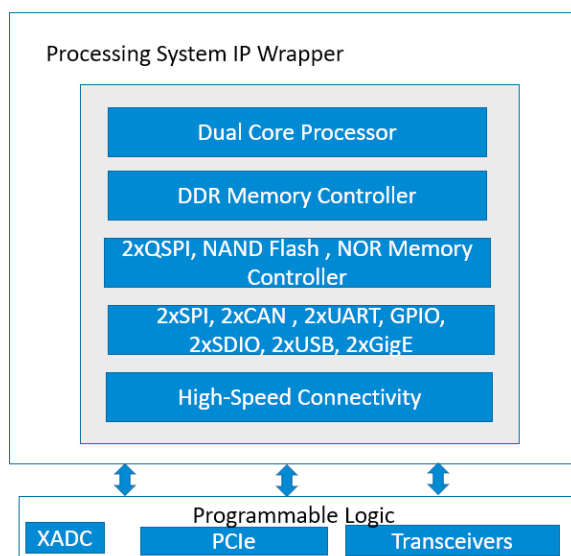 Processing System IP Wrapper
Dual Core Processor
DDR Memory Controller
2xQSPI, NAND Flash , NOR Memory
Controller
2xSPI, 2xCAN , 2xUART, GPIO,
2xSDIO, 2xUSB, 2xGigE
High-Speed Connectivity
Programmable Logic
XADC
PCIe
Transceivers